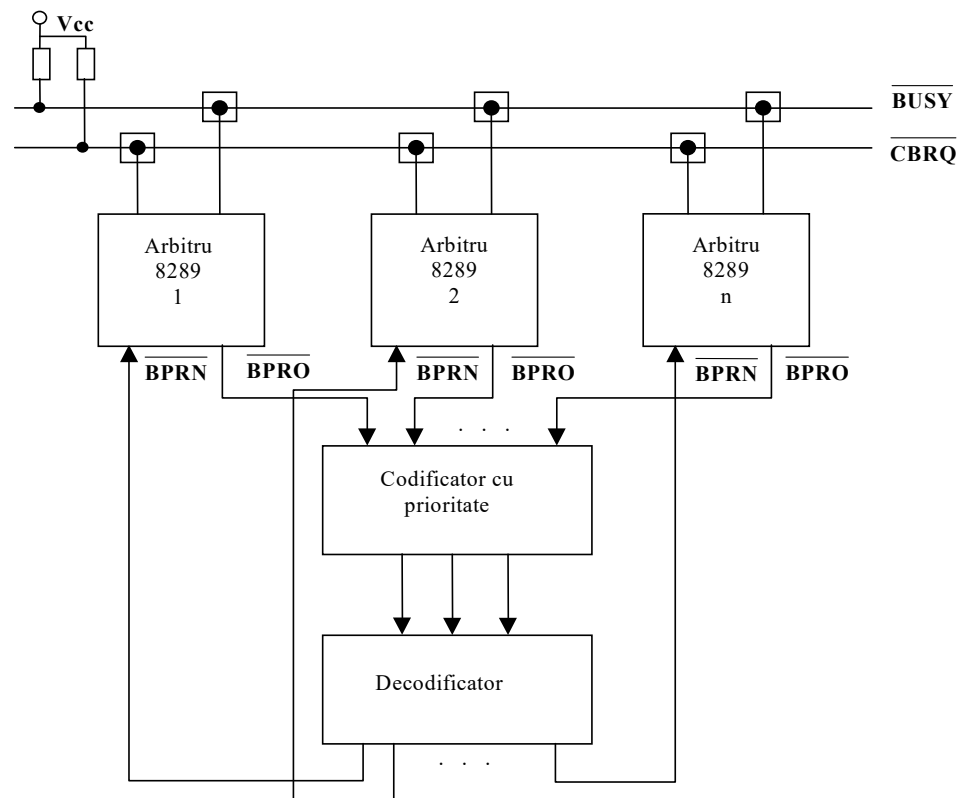 Vcc
BUSY
CBRQ
Arbitru
8289
1
Arbitru
8289
2
Arbitru
8289
n
BPRN BPRO
BPRN BPRO
BPRN BPRO
. . .
Codificator cu
prioritate
Decodificator
. . .